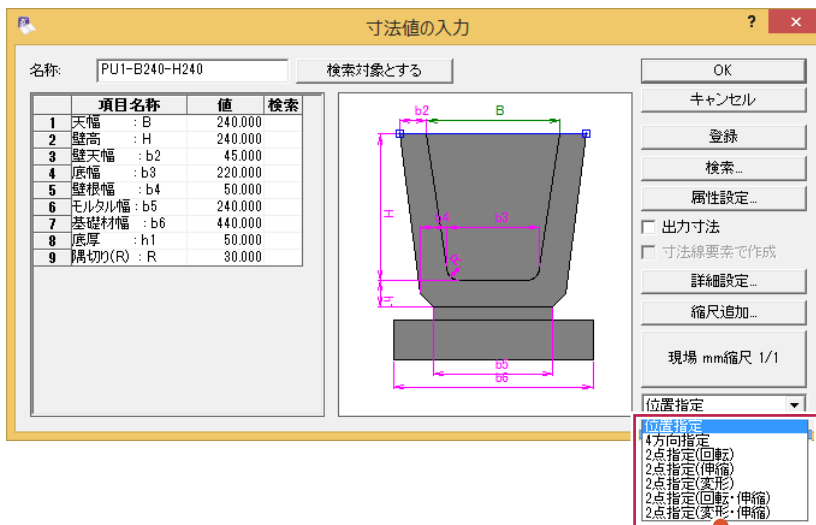 寸法値の入力
? ×
名称: PU1-B240-H240 検索対象とする
項目名称 値 検索
1 天幅 : B 240.000
2 壁高 : H 240.000
3 壁天幅 : b2 45.000
4 底幅 : b3 220.000
5 壁根幅 : b4 50.000
6 モルタル幅 : b5 240.000
7 基礎材幅 : b6 440.000
8 底厚 : h1 50.000
9 隅切り(R) : R 30.000
b2 B
H
b4 b3
R
b5
b6
OK
キャンセル
登録
検索...
属性設定...
出力寸法
寸法線要素で作成
詳細設定...
縮尺追加...
現場 mm縮尺 1/1
位置指定
位置指定
4方向指定
2点指定(回転)
2点指定(伸縮)
2点指定(変形)
2点指定(回転・伸縮)
2点指定(変形・伸縮)